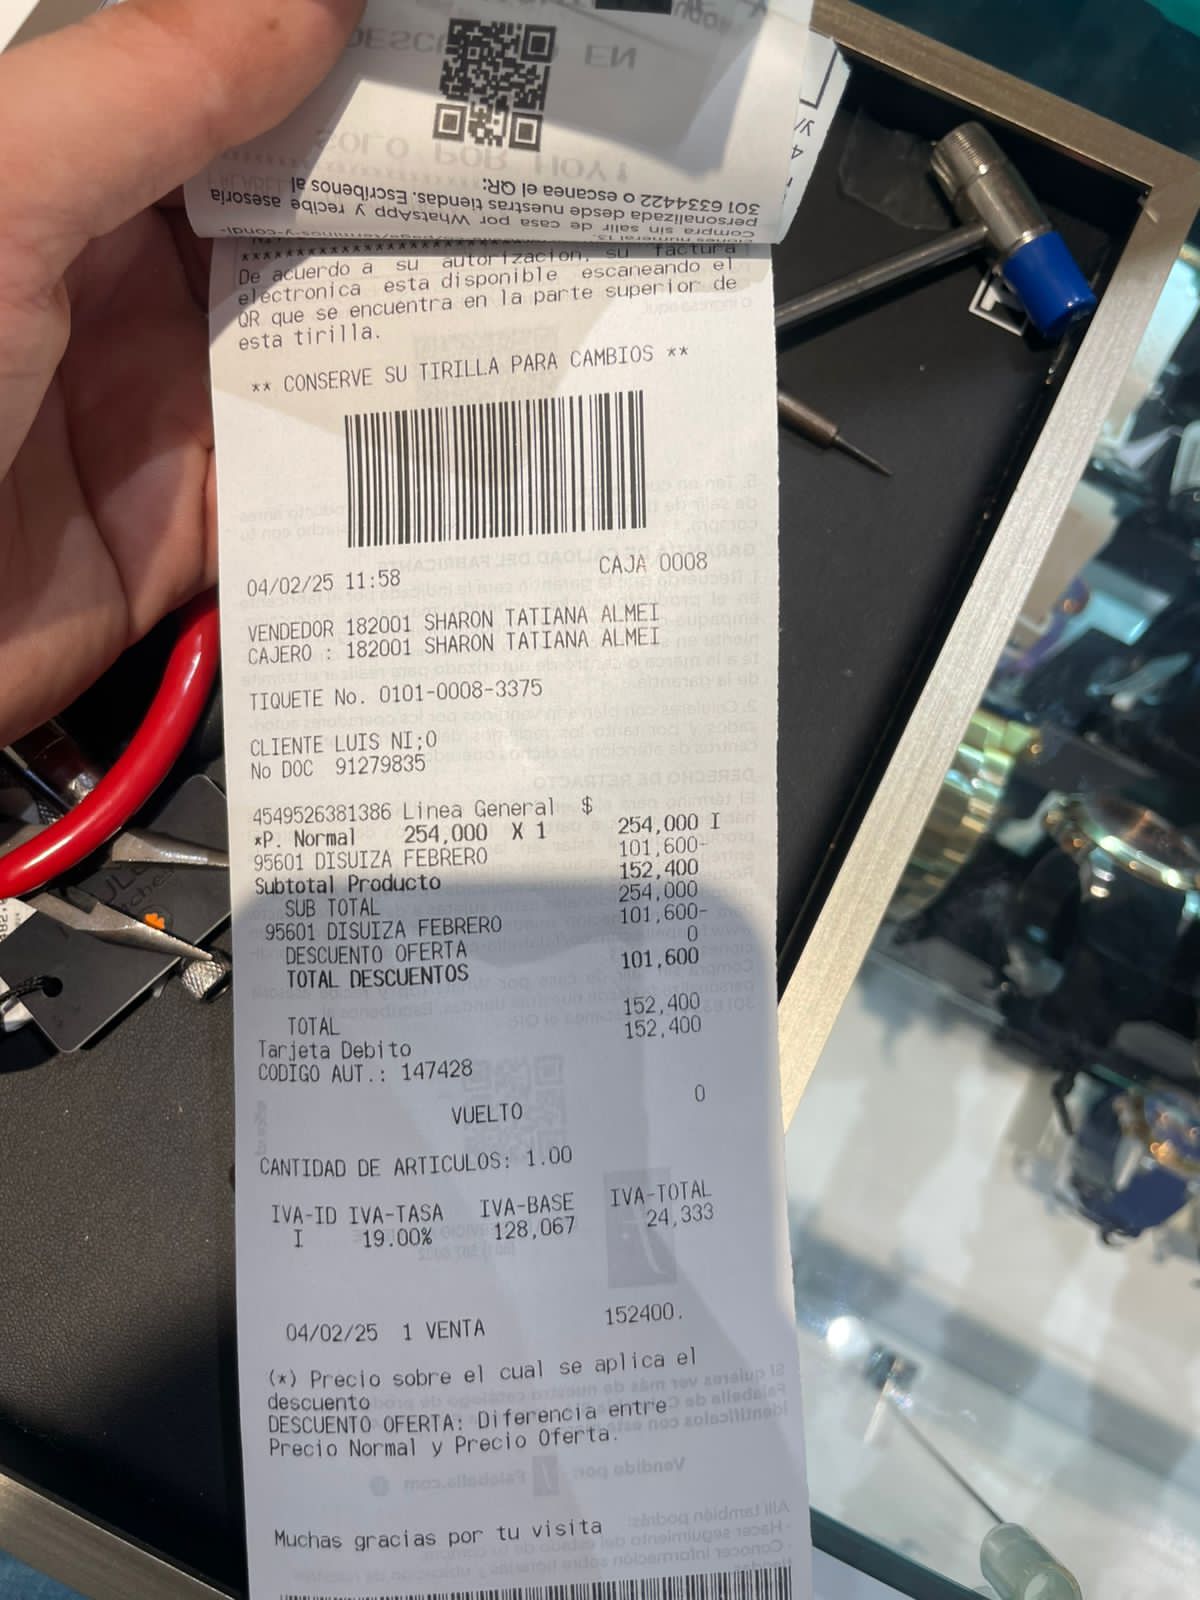 301 6334422 o escanea el QR:
personalizada desde nuestras tiendas. Escríbenos al
Compra sin salir de casa por WhatsApp y recibe asesoría
De acuerdo a su autorizacion, su factura
electronica esta disponible escaneando el
QR que se encuentra en la parte superior de
esta tirilla.
** CONSERVE SU TIRILLA PARA CAMBIOS **
04/02/25 11:58 CAJA 0008
VENDEDOR 182001 SHARON TATIANA ALMEI
CAJERO : 182001 SHARON TATIANA ALMEI
TIQUETE No. 0101-0008-3375
CLIENTE LUIS NI;O
No DOC 91279835
4549526381386 Linea General $
*P. Normal 254,000 X 1 254,000 I
95601 DISUIZA FEBRERO 101,600-
Subtotal Producto 152,400
SUB TOTAL 254,000
95601 DISUIZA FEBRERO 101,600-
DESCUENTO OFERTA 0
TOTAL DESCUENTOS 101,600
TOTAL 152,400
Tarjeta Debito 152,400
CODIGO AUT.: 147428
VUELTO 0
CANTIDAD DE ARTICULOS: 1.00
IVA-ID IVA-TASA IVA-BASE IVA-TOTAL
I 19.00% 128,067 24,333
04/02/25 1 VENTA 152400.
(*) Precio sobre el cual se aplica el
descuento
DESCUENTO OFERTA: Diferencia entre
Precio Normal y Precio Oferta.
Muchas gracias por tu visita